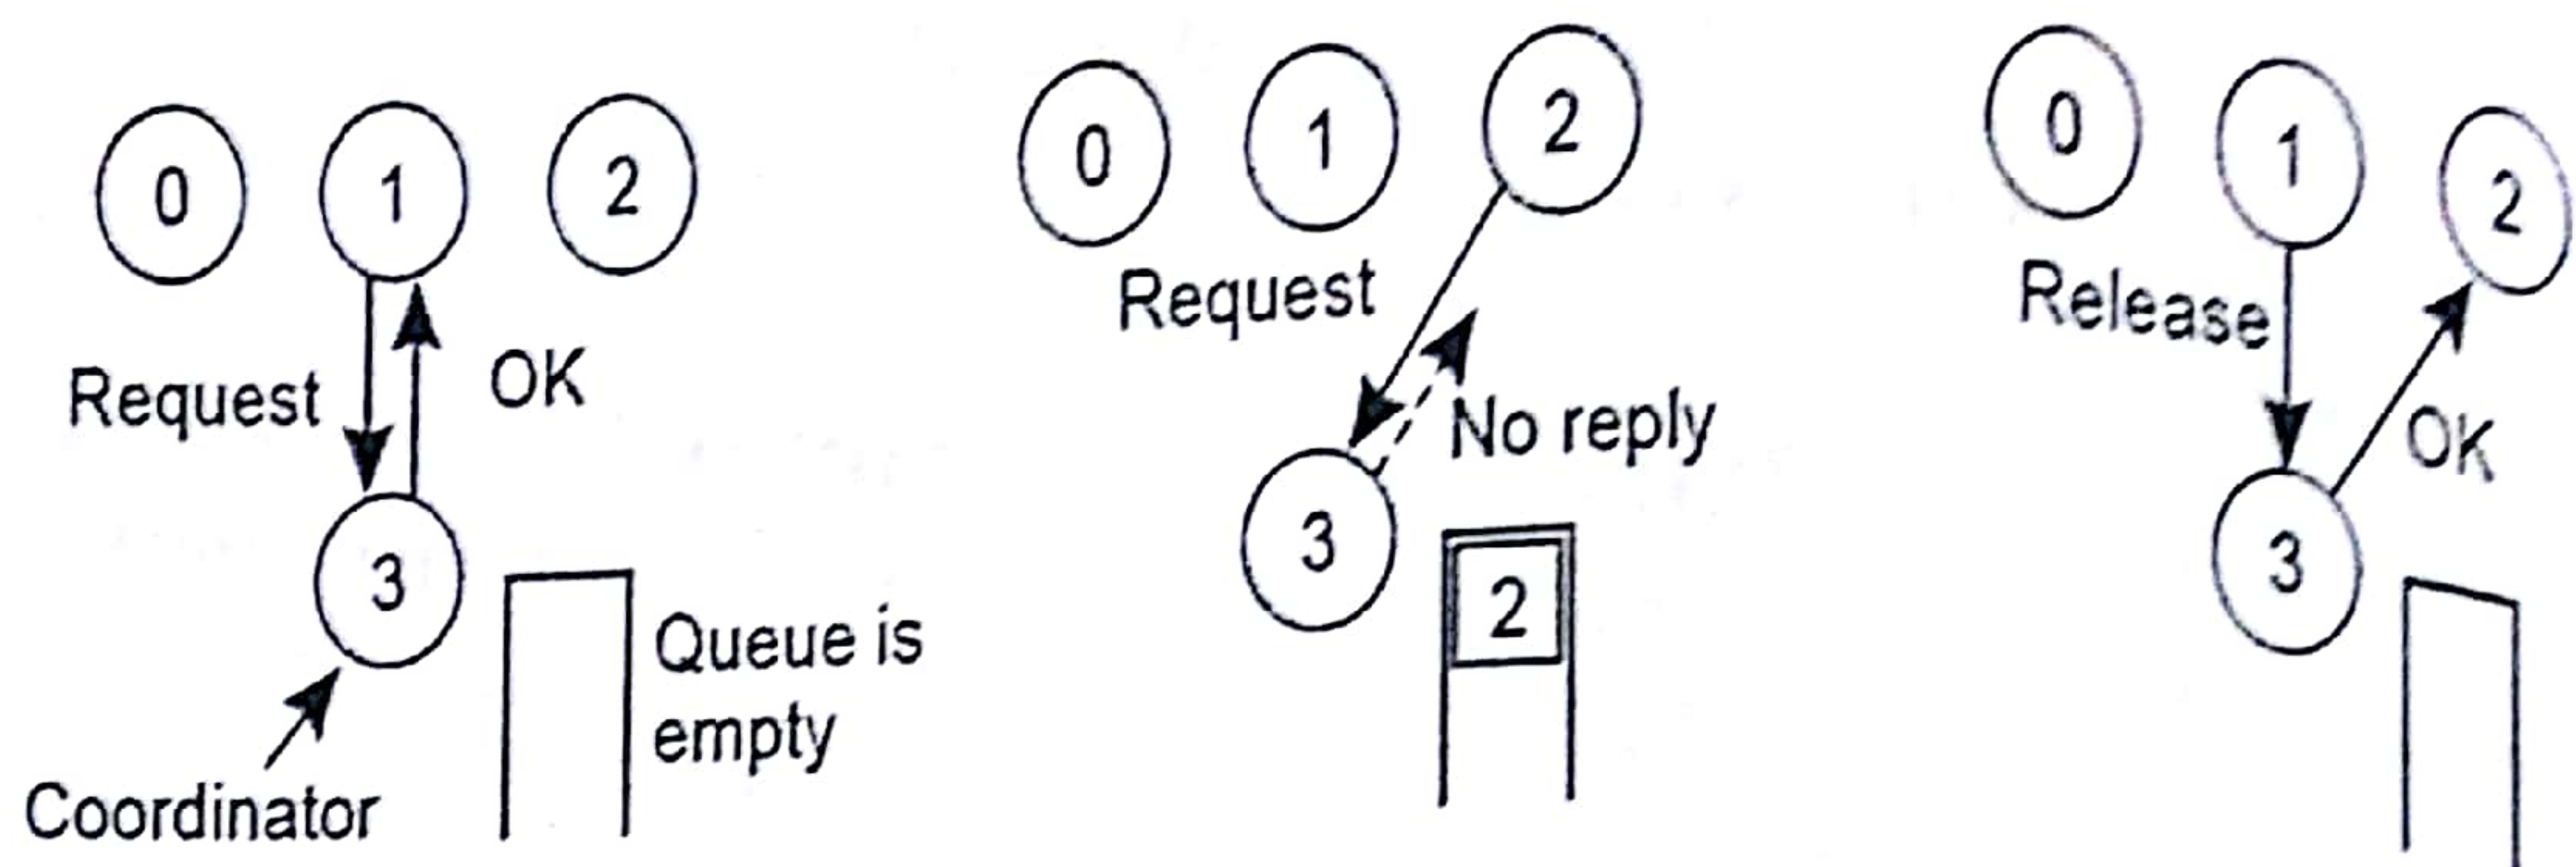 0 1 2
Request OK
3
Queue is
empty
Coordinator
0 1 2
Request
No reply
3
2
0 1 2
Release
OK
3